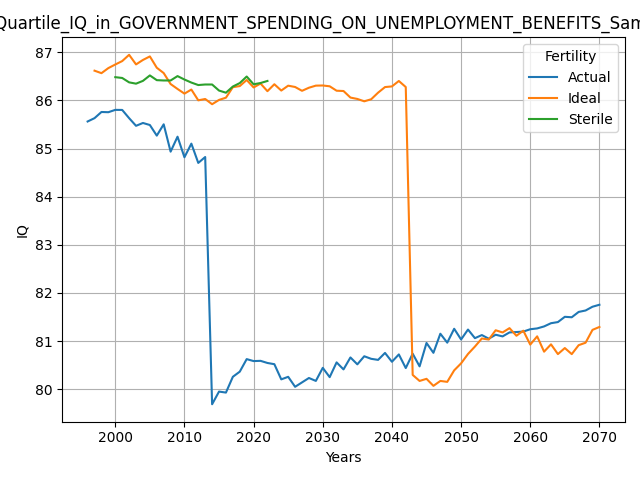 Quartile_IQ_in_GOVERNMENT_SPENDING_ON_UNEMPLOYMENT_BENEFITS_Sam
87
86
85
84
83
82
81
80
IQ
Fertility
Actual
Ideal
Sterile
2000 2010 2020 2030 2040 2050 2060 2070
Years